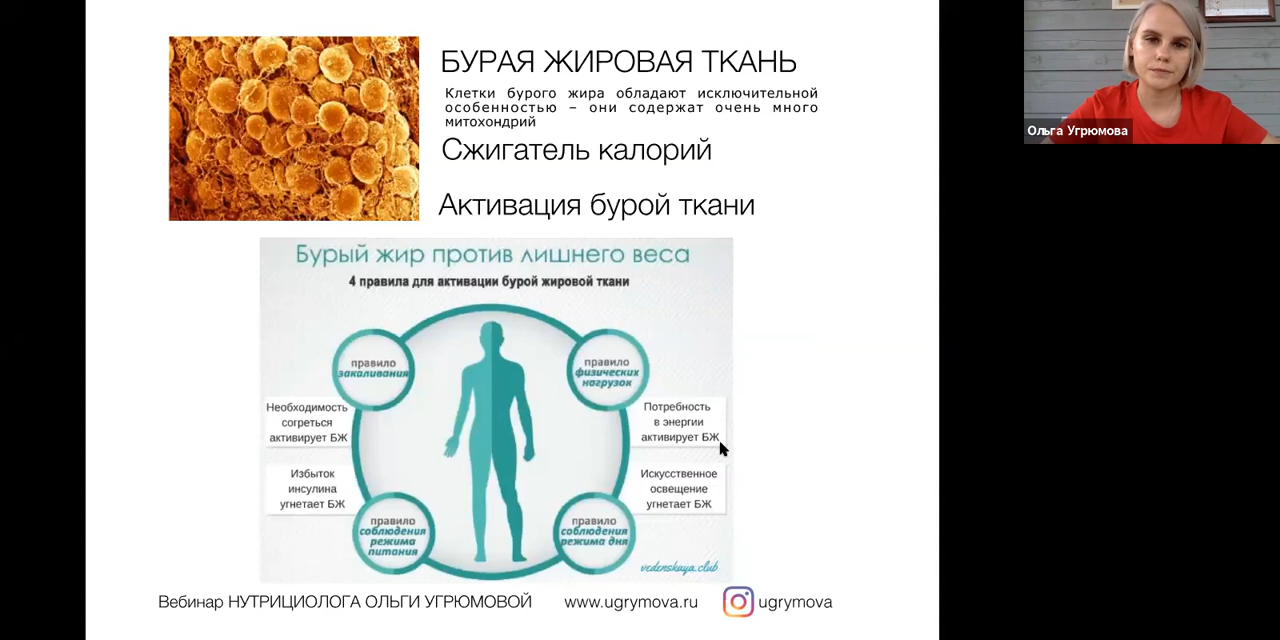 БУРАЯ ЖИРОВАЯ ТКАНЬ
Клетки бурого жира обладают исключительной
особенностью – они содержат очень много
митохондрий
Сжигатель калорий
Активация бурой ткани
Ольга Угрюмова
Бурый жир против лишнего веса
4 правила для активации бурой жировой ткани
правило
закаливания
правило
физических
нагрузок
Необходимость
согреться
активирует БЖ
Потребность
в энергии
активирует БЖ
Избыток
инсулина
угнетает БЖ
Искусственное
освещение
угнетает БЖ
правило
соблюдения
режима
питания
правило
соблюдения
режима дня
vedenskaya.club
Вебинар НУТРИЦИОЛОГА ОЛЬГИ УГРЮМОВОЙ
www.ugrymova.ru
ugrymova